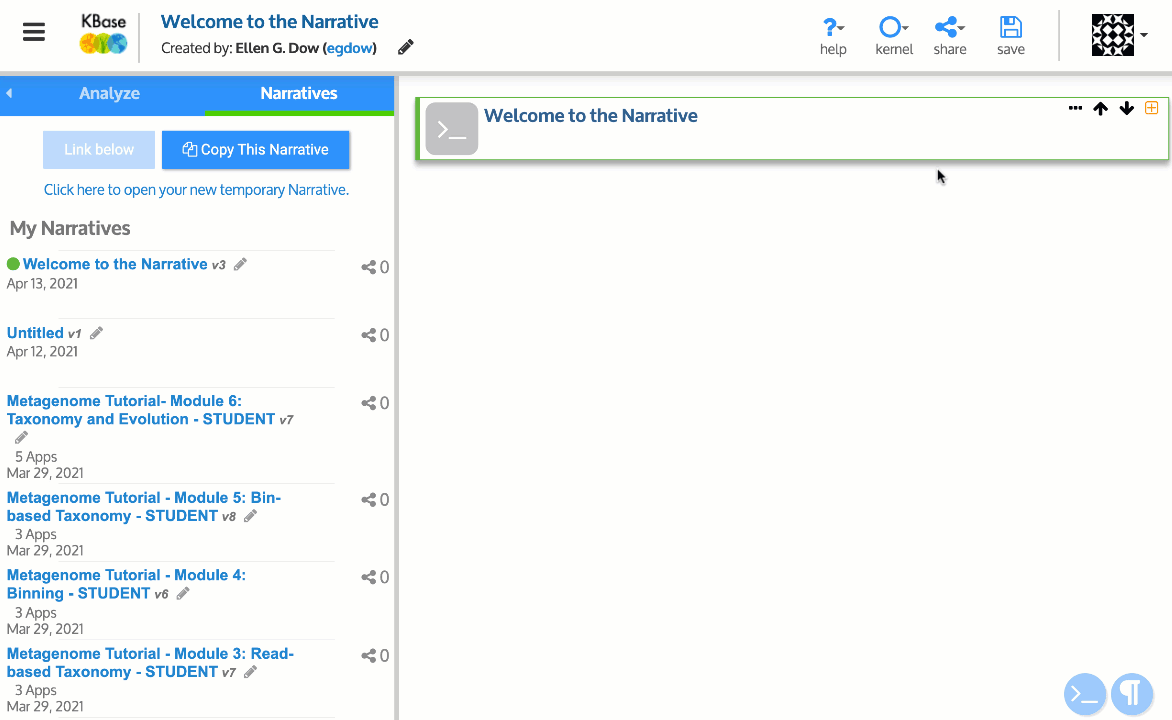 KBase
Welcome to the Narrative
Created by: Ellen G. Dow (egdow)
?
help
kernel
share
save
Analyze
Narratives
Link below
Copy This Narrative
Click here to open your new temporary Narrative.
My Narratives
Welcome to the Narrative v3
0
Apr 13, 2021
Untitled v1
0
Apr 12, 2021
Metagenome Tutorial- Module 6:
Taxonomy and Evolution - STUDENT v7
0
5 Apps
Mar 29, 2021
Metagenome Tutorial - Module 5: Bin-
based Taxonomy - STUDENT v8
0
3 Apps
Mar 29, 2021
Metagenome Tutorial - Module 4:
Binning - STUDENT v6
0
3 Apps
Mar 29, 2021
Metagenome Tutorial - Module 3: Read-
based Taxonomy - STUDENT v7
0
3 Apps
Mar 29, 2021
>_
Welcome to the Narrative
>_
¶